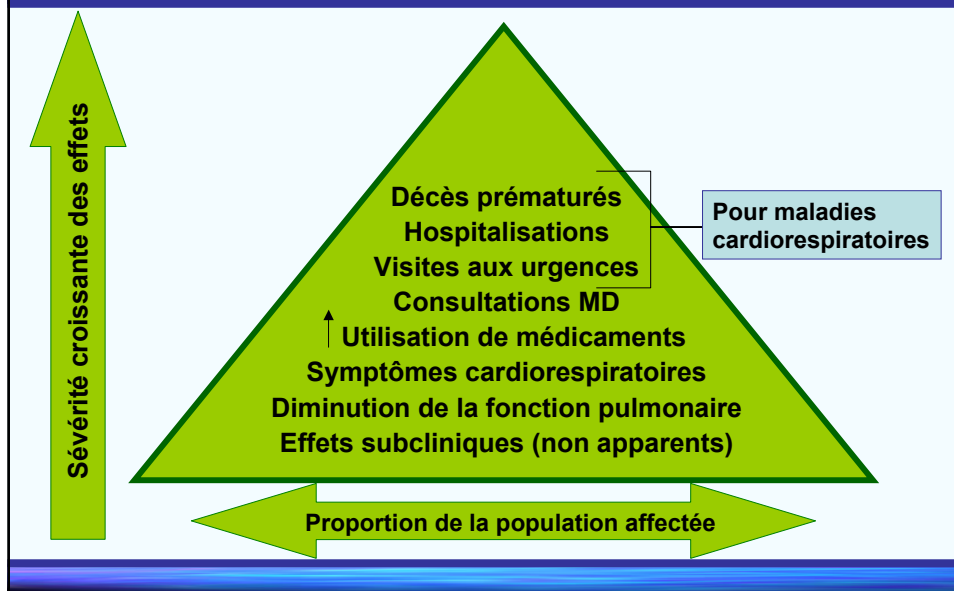 Sévérité croissante des effets
Décès prématurés
Hospitalisations
Visites aux urgences
Consultations MD
↑ Utilisation de médicaments
Symptômes cardiorespiratoires
Diminution de la fonction pulmonaire
Effets subcliniques (non apparents)
Pour maladies
cardiorespiratoires
Proportion de la population affectée